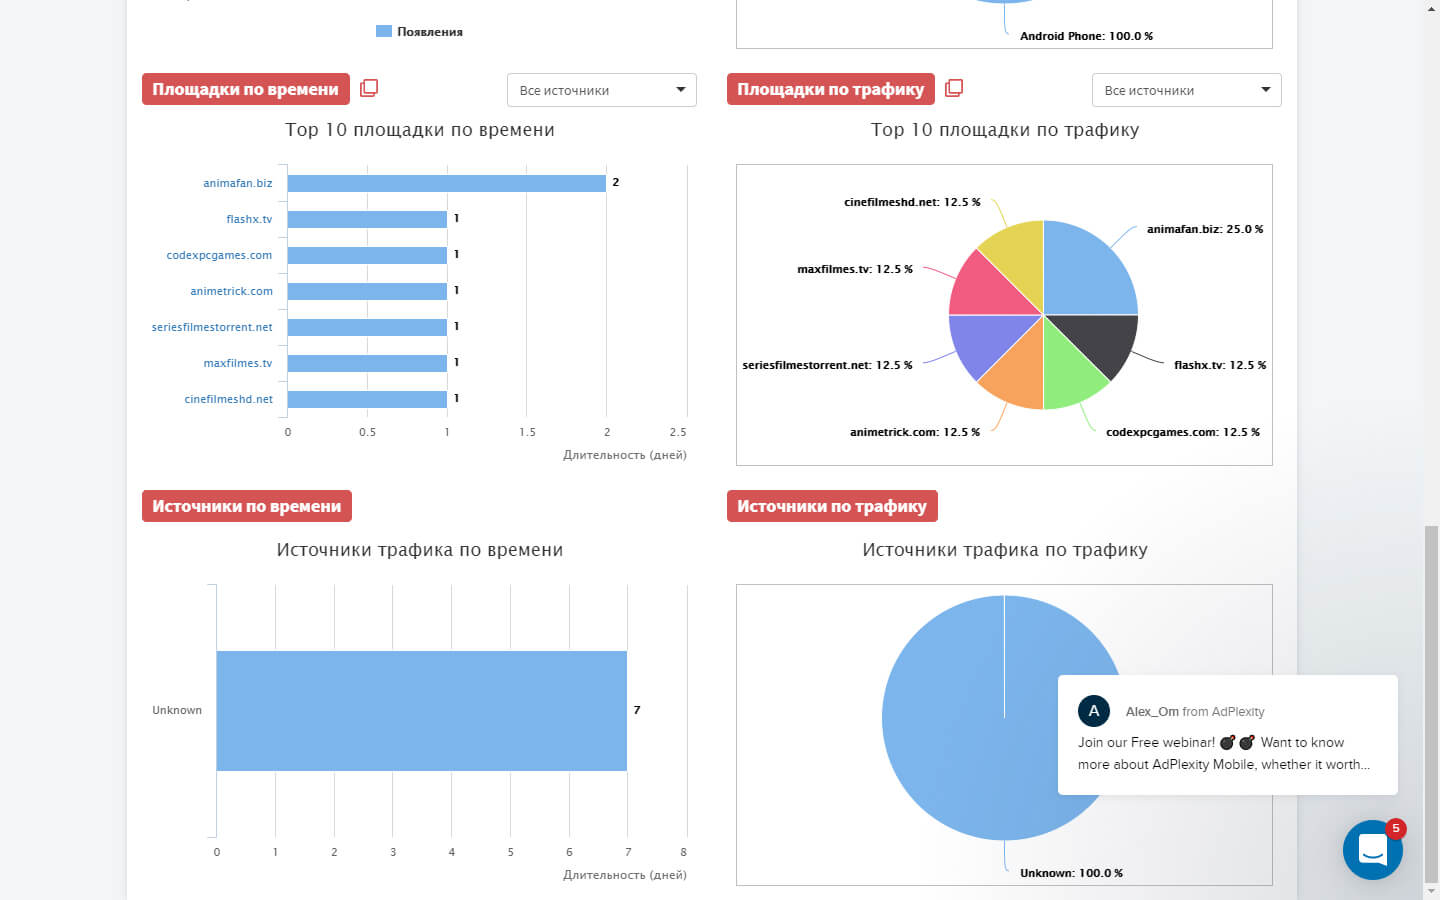 Появления
Android Phone: 100.0 %
Площадки по времени
Все источники
Площадки по трафику
Все источники
Top 10 площадки по времени
animafan.biz
2
flashx.tv
1
codexpcgames.com
1
animetrick.com
1
seriesfilmestorrent.net
1
maxfilmes.tv
1
cinefilmeshd.net
1
0 0.5 1 1.5 2 2.5
Длительность (дней)
Top 10 площадки по трафику
cinefilmeshd.net: 12.5 %
animafan.biz: 25.0 %
maxfilmes.tv: 12.5 %
seriesfilmestorrent.net: 12.5 %
flashx.tv: 12.5 %
animetrick.com: 12.5 %
codexpcgames.com: 12.5 %
Источники по времени
Источники по трафику
Источники трафика по времени
Unknown
7
0 1 2 3 4 5 6 7 8
Длительность (дней)
Источники трафика по трафику
Unknown: 100.0 %
A
Alex_Om from AdPlexity
Join our Free webinar! 💣💣 Want to know
more about AdPlexity Mobile, whether it worth...
5